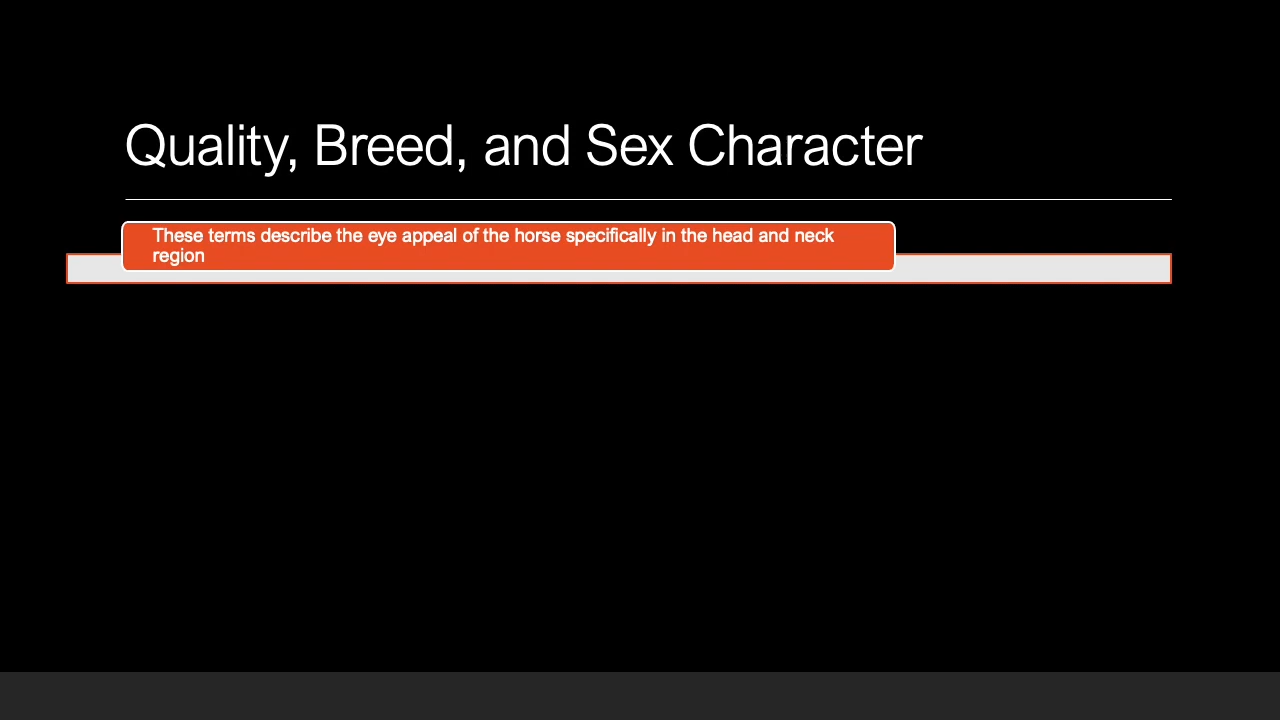 Quality, Breed, and Sex Character
These terms describe the eye appeal of the horse specifically in the head and neck
region